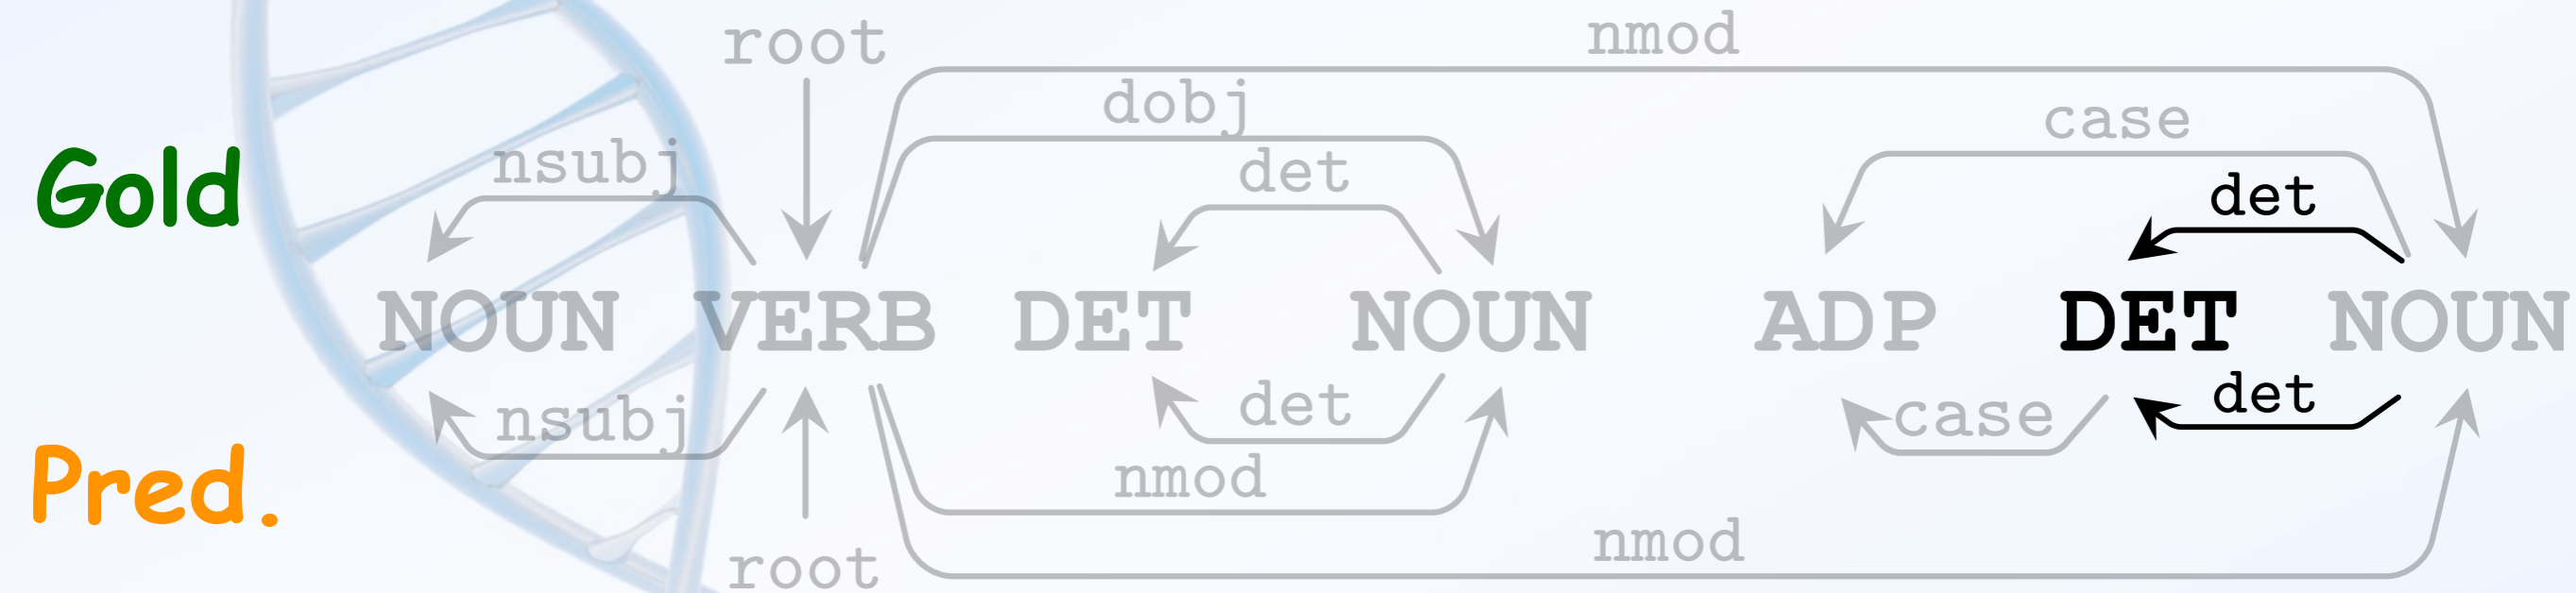 root nmod
dobj
case
nsubj det
det
Gold
NOUN VERB DET NOUN ADP DET NOUN
det
nsubj det case
nmod
Pred.
nmod
root